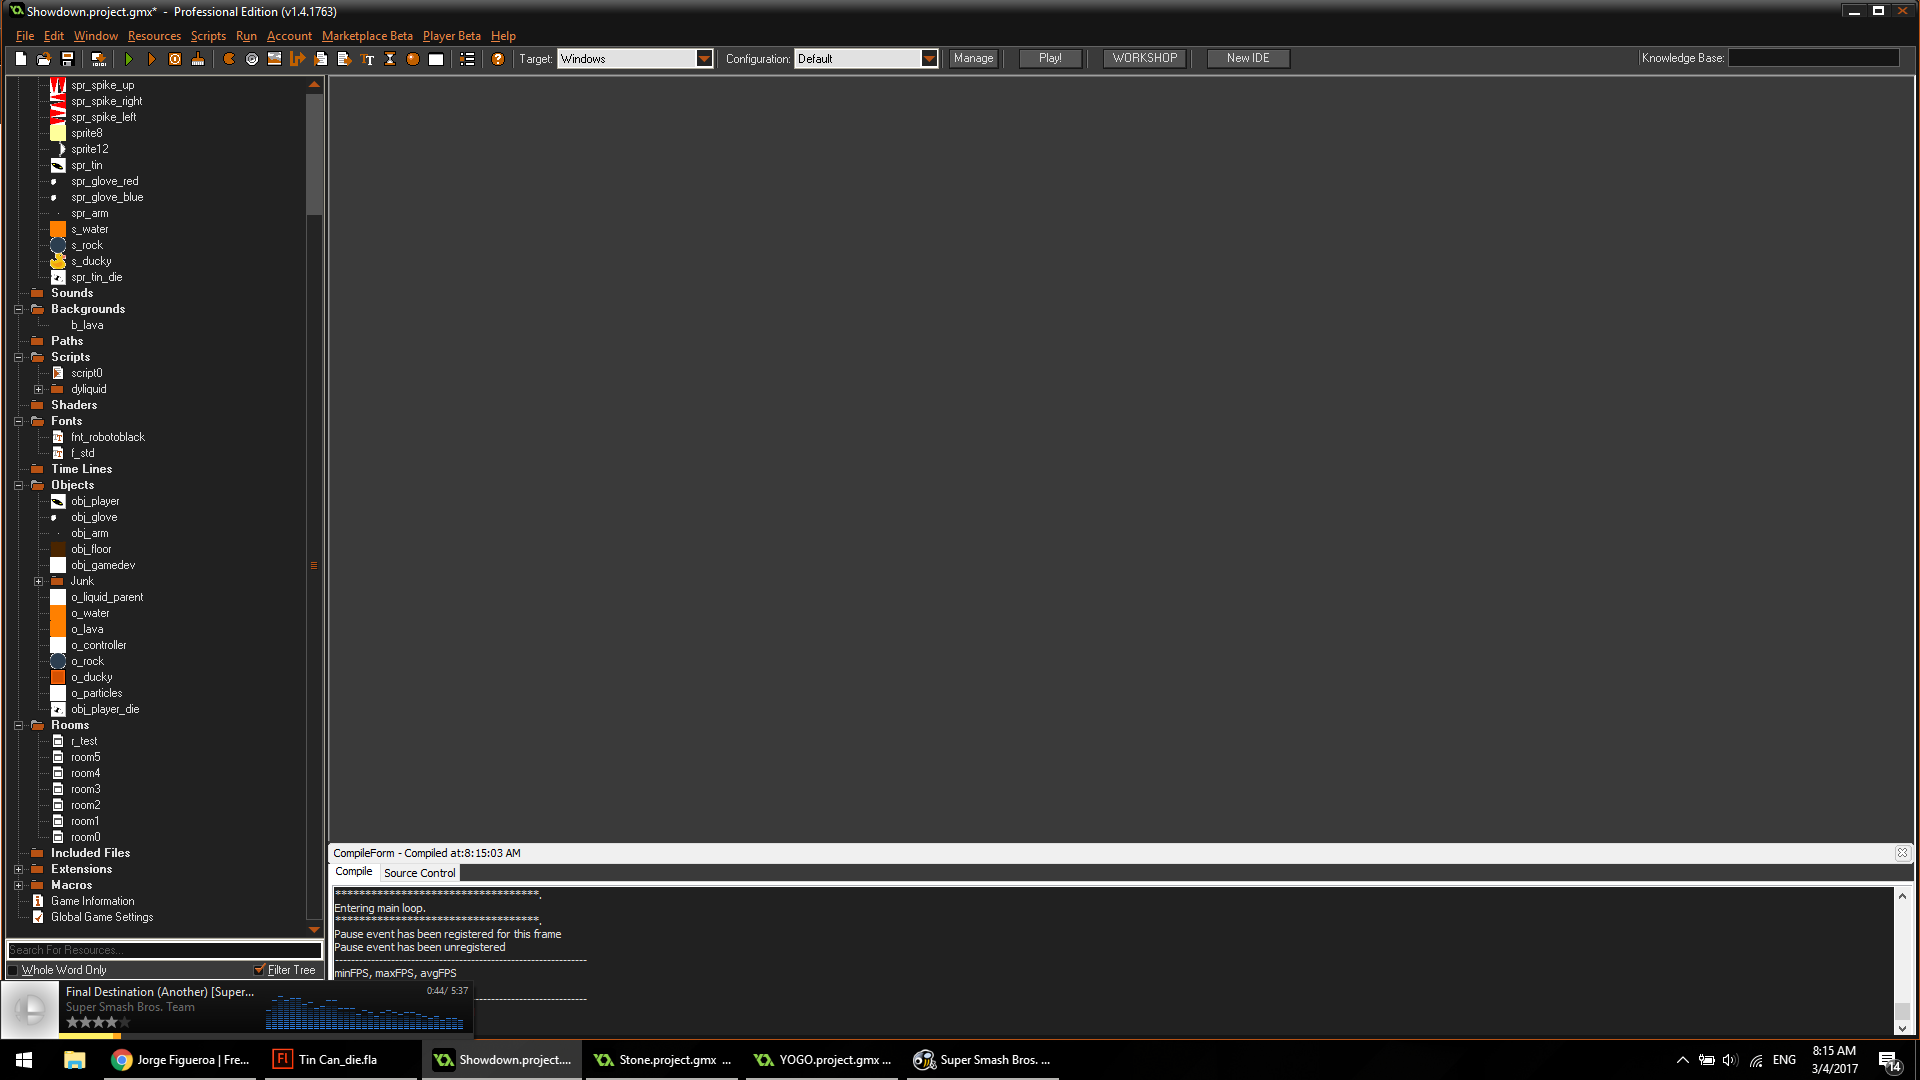 Showdown.project.gmx*  -  Professional Edition (v1.4.1763)
File Edit Window Resources Scripts Run Account Marketplace Beta Player Beta Help
Target: Windows Configuration: Default Manage Play! WORKSHOP New IDE Knowledge Base:
spr_spike_up
spr_spike_right
spr_spike_left
sprite8
sprite12
spr_tin
spr_glove_red
spr_glove_blue
spr_arm
s_water
s_rock
s_ducky
spr_tin_die
Sounds
Backgrounds
b_lava
Paths
Scripts
script0
dyliquid
Shaders
Fonts
fnt_robotoblack
f_std
Time Lines
Objects
obj_player
obj_glove
obj_arm
obj_floor
obj_gamedev
Junk
o_liquid_parent
o_water
o_lava
o_controller
o_rock
o_ducky
o_particles
obj_player_die
Rooms
r_test
room5
room4
room3
room2
room1
room0
Included Files
Extensions
Macros
Game Information
Global Game Settings
Search For Resources...
Whole Word Only Filter Tree
CompileForm - Compiled at:8:15:03 AM
Compile Source Control
***********************************.
Entering main loop.
***********************************.
Pause event has been registered for this frame
Pause event has been unregistered
minFPS, maxFPS, avgFPS
Final Destination (Another) [Super... 0:44/ 5:37
Super Smash Bros. Team
Jorge Figueroa | Fre... Fl Tin Can_die.fla Showdown.project.... Stone.project.gmx ... YOGO.project.gmx ... Super Smash Bros. ... ENG 8:15 AM
3/4/2017 14